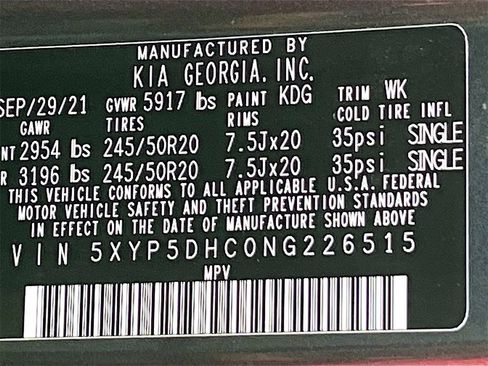 MANUFACTURED BY
KIA GEORGIA, INC.
SEP/29/21 GVWR 5917 lbs PAINT KDG TRIM WK
GAWR TIRES RIMS COLD TIRE INFL
NT 2954 lbs 245/50R20 7.5Jx20 35psi SINGLE
R 3196 lbs 245/50R20 7.5Jx20 35psi SINGLE
THIS VEHICLE CONFORMS TO ALL APPLICABLE U.S.A. FEDERAL
MOTOR VEHICLE SAFETY AND THEFT PREVENTION STANDARDS
IN EFFECT ON THE DATE OF MANUFACTURE SHOWN ABOVE
VIN 5XYP5DHC0NG226515
MPV